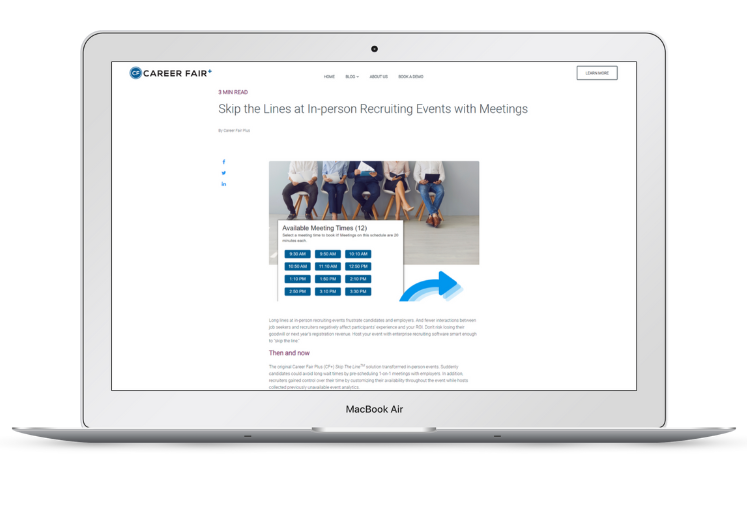 CF CAREER FAIR+
HOME BLOG ABOUT US BOOK A DEMO
LEARN MORE
3 MIN READ
Skip the Lines at In-person Recruiting Events with Meetings
By Career Fair Plus
Available Meeting Times (12)
Select a meeting time to book it! Meetings on this schedule are 20
minutes each.
9:30 AM 9:50 AM 10:10 AM
10:50 AM 11:10 AM 12:50 PM
1:10 PM 1:50 PM 2:10 PM
2:50 PM 3:10 PM 3:30 PM
Long lines at in-person recruiting events frustrate candidates and employers. And fewer interactions between
job seekers and recruiters negatively affect participants' experience and your ROI. Don't risk losing their
goodwill or next year's registration revenue. Host your event with enterprise recruiting software smart enough
to "skip the line".
Then and now
The original Career Fair Plus (CF+) Skip The Line™ solution transformed in-person events. Suddenly
candidates could avoid long wait times by pre-scheduling 1-on-1 meetings with employers. In addition,
recruiters gained control over their time by customizing their availability throughout the event while hosts
collected previously unavailable event analytics.
MacBook Air